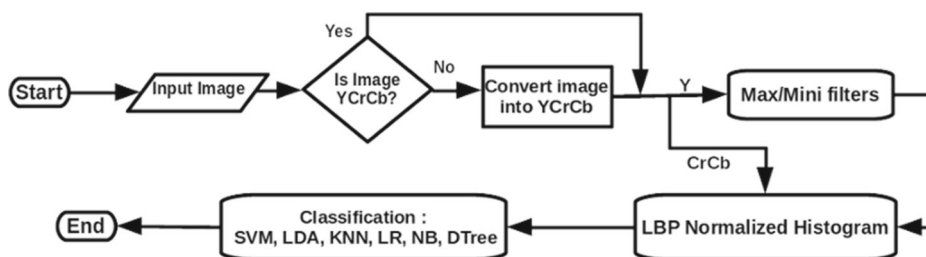 Yes
Start
Input Image
Is Image
YCrCb?
No
Convert image
into YCrCb
Y
Max/Mini filters
CrCb
End
Classification :
SVM, LDA, KNN, LR, NB, DTree
LBP Normalized Histogram